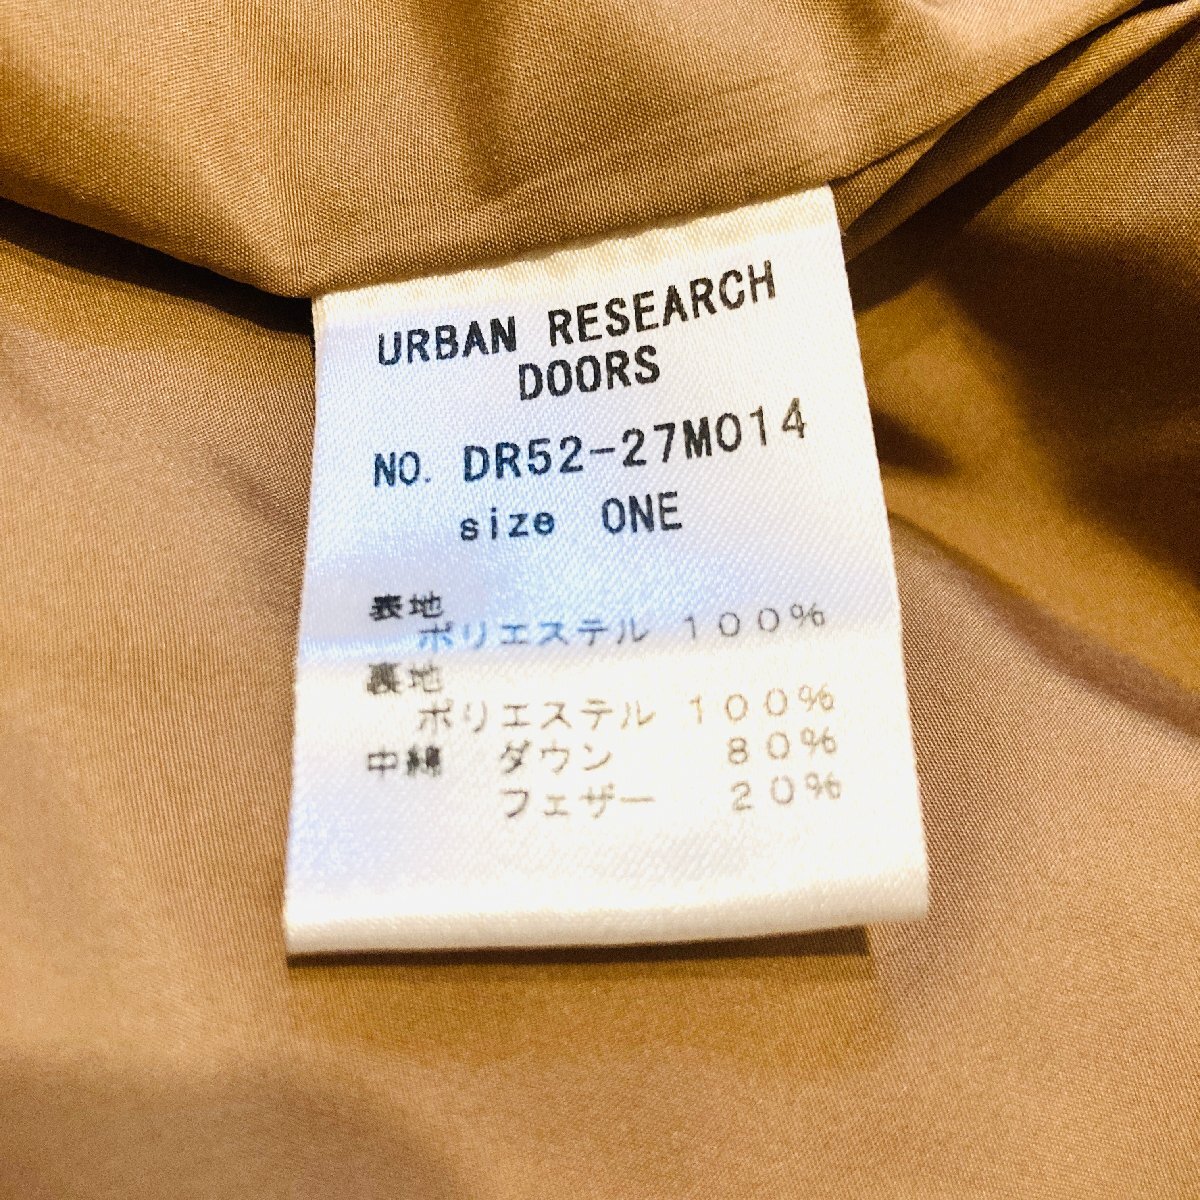 URBAN RESEARCH
DOORS
NO. DR52-27M014
size ONE
表地
ポリエステル 100%
裏地
ポリエステル 100%
中綿 ダウン 80%
フェザー 20%